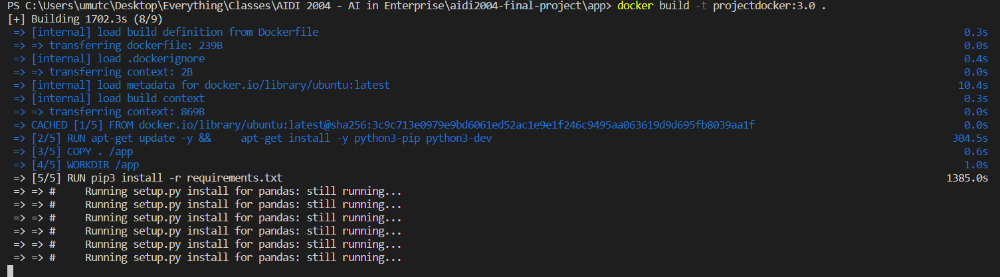 PS C:\Users\umutc\Desktop\Everything\Classes\AIDI 2004 - AI in Enterprise\aidi2004-final-project\app> docker build -t projectdocker:3.0 .
[+] Building 1702.3s (8/9)
=> [internal] load build definition from Dockerfile 0.3s
=> => transferring dockerfile: 239B 0.0s
=> [internal] load .dockerignore 0.4s
=> => transferring context: 2B 0.0s
=> [internal] load metadata for docker.io/library/ubuntu:latest 10.4s
=> [internal] load build context 0.3s
=> => transferring context: 869B 0.0s
=> CACHED [1/5] FROM docker.io/library/ubuntu:latest@sha256:3c9c713e0979e9bd6061ed52ac1e9e1f246c9495aa063619d9d695fb8039aa1f 0.0s
=> [2/5] RUN apt-get update -y &&     apt-get install -y python3-pip python3-dev 304.5s
=> [3/5] COPY . /app 0.6s
=> [4/5] WORKDIR /app 1.0s
=> [5/5] RUN pip3 install -r requirements.txt 1385.0s
=> => #     Running setup.py install for pandas: still running...
=> => #     Running setup.py install for pandas: still running...
=> => #     Running setup.py install for pandas: still running...
=> => #     Running setup.py install for pandas: still running...
=> => #     Running setup.py install for pandas: still running...
=> => #     Running setup.py install for pandas: still running...